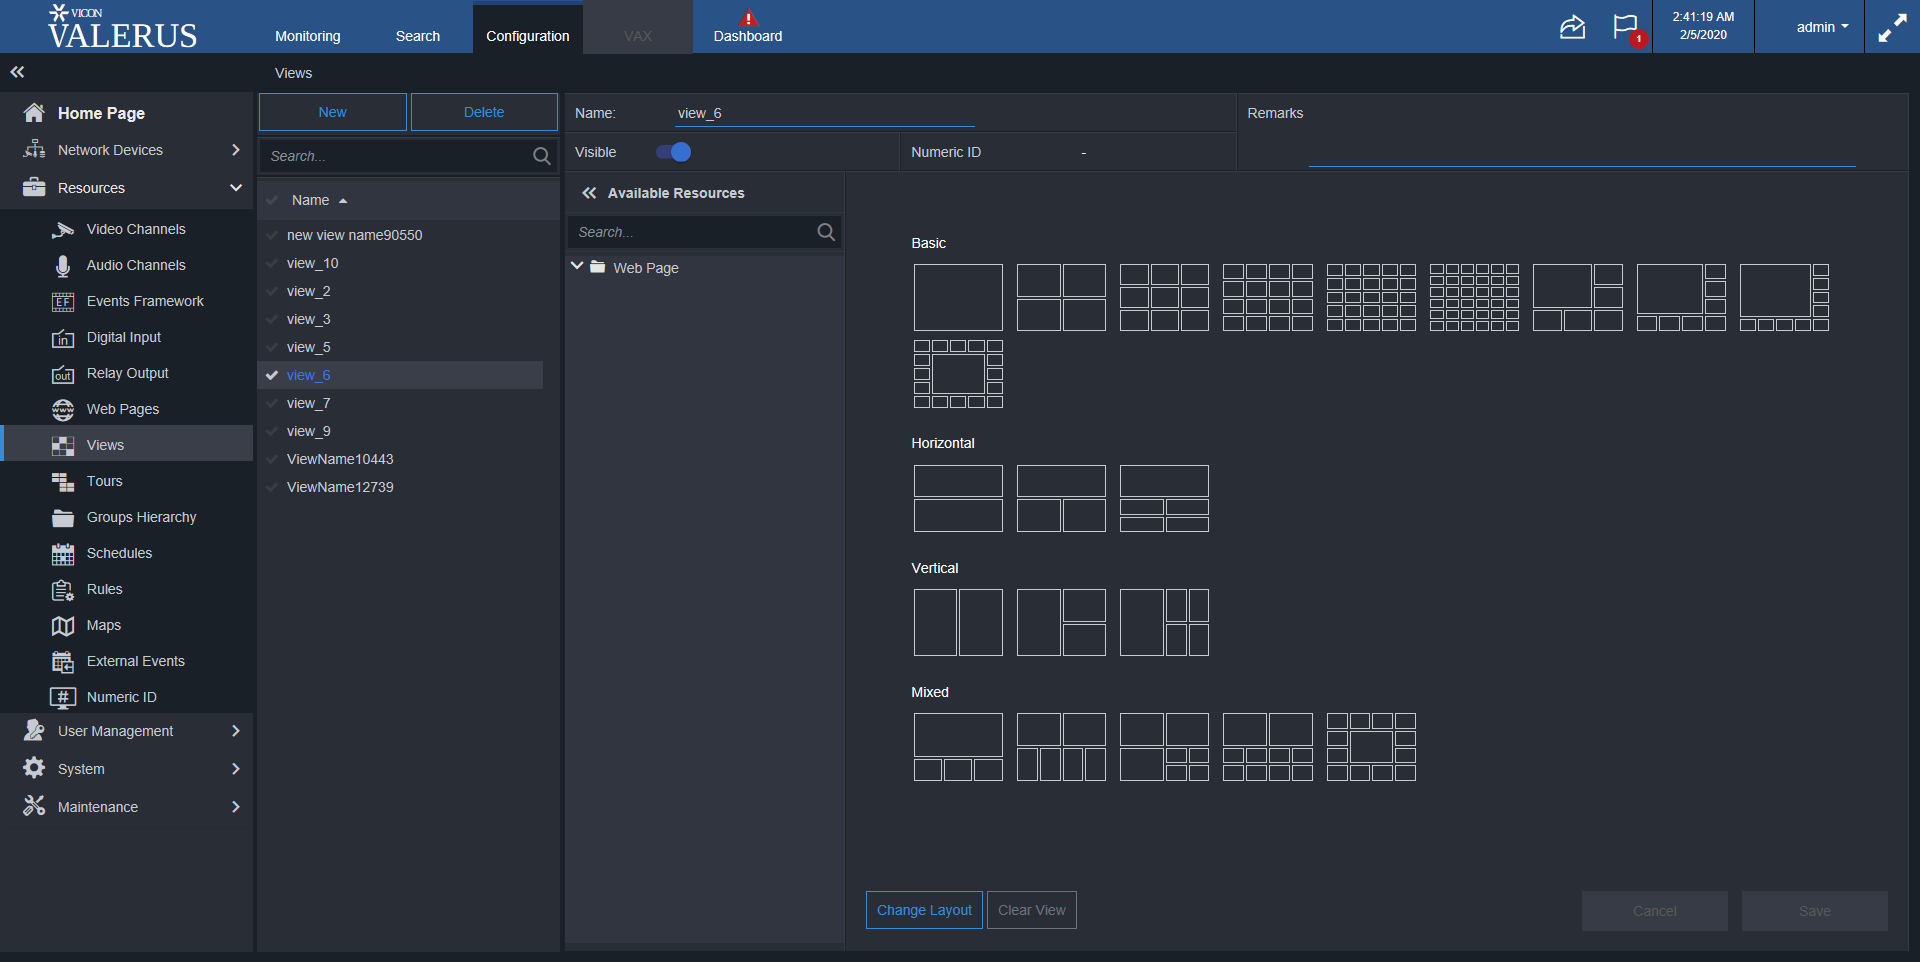 VICON
VALERUS
Monitoring
Search
Configuration
VAX
Dashboard
1
2:41:19 AM
2/5/2020
admin
Views
Home Page
Network Devices
Resources
Video Channels
Audio Channels
EF
Events Framework
in
Digital Input
out
Relay Output
www
Web Pages
Views
Tours
Groups Hierarchy
Schedules
Rules
Maps
External Events
#
Numeric ID
User Management
System
Maintenance
New
Delete
Search...
Name
new view name90550
view_10
view_2
view_3
view_5
view_6
view_7
view_9
ViewName10443
ViewName12739
Name:
view_6
Remarks
Visible
Numeric ID
-
Available Resources
Search...
Web Page
Basic
Horizontal
Vertical
Mixed
Change Layout
Clear View
Cancel
Save